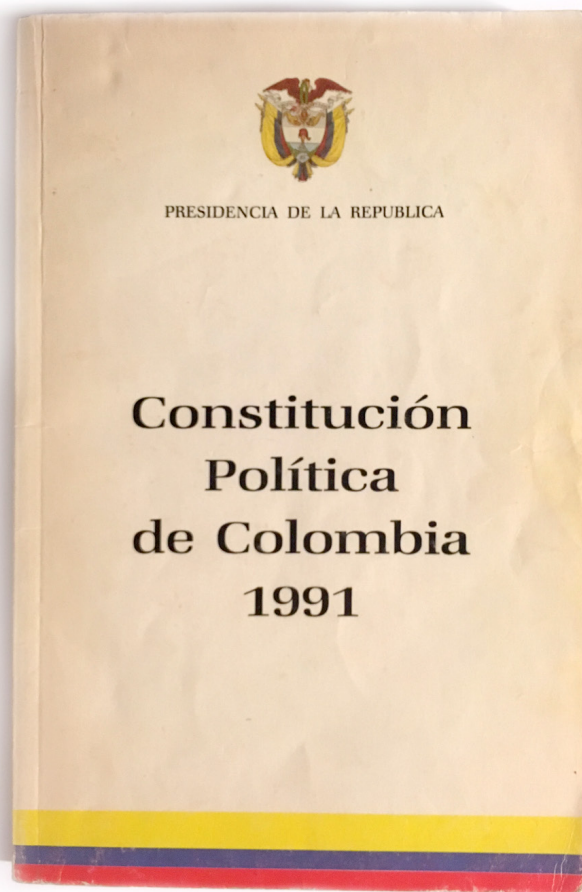 PRESIDENCIA DE LA REPUBLICA
Constitución
Política
de Colombia
1991